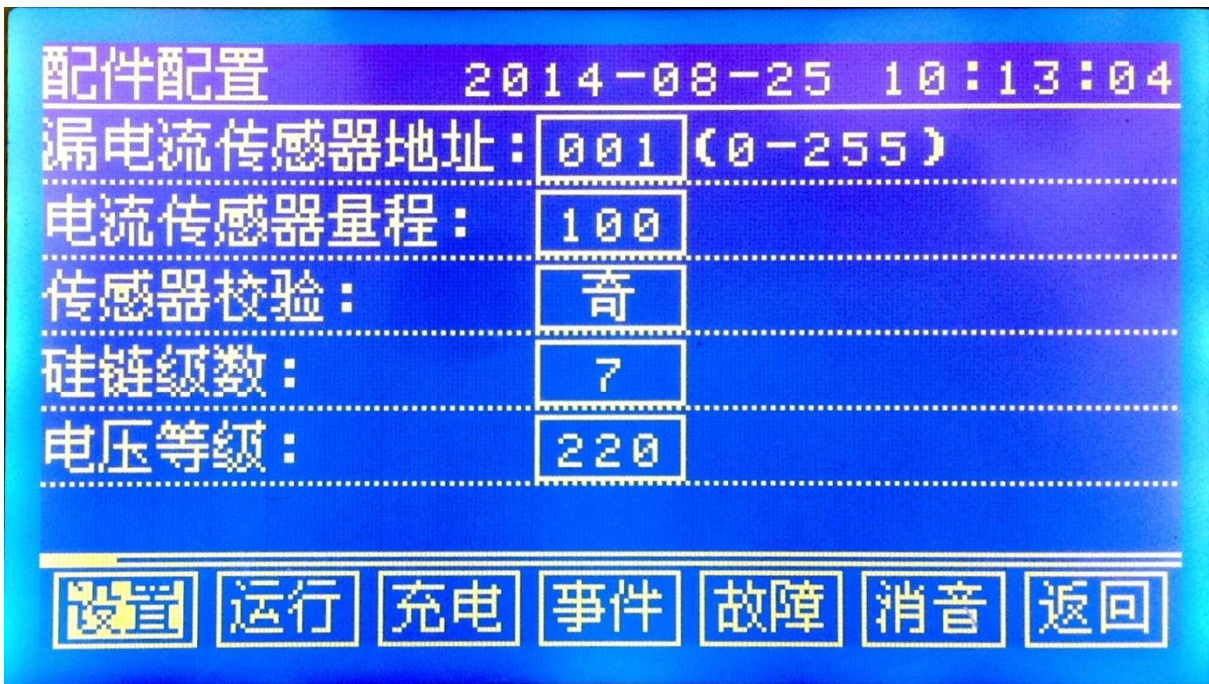 配件配置 2014-08-25 10:13:04
漏电流传感器地址: 001 (0-255)
电流传感器量程: 100
传感器校验: 奇
硅链级数: 7
电压等级: 220
设置 运行 充电 事件 故障 消音 返回